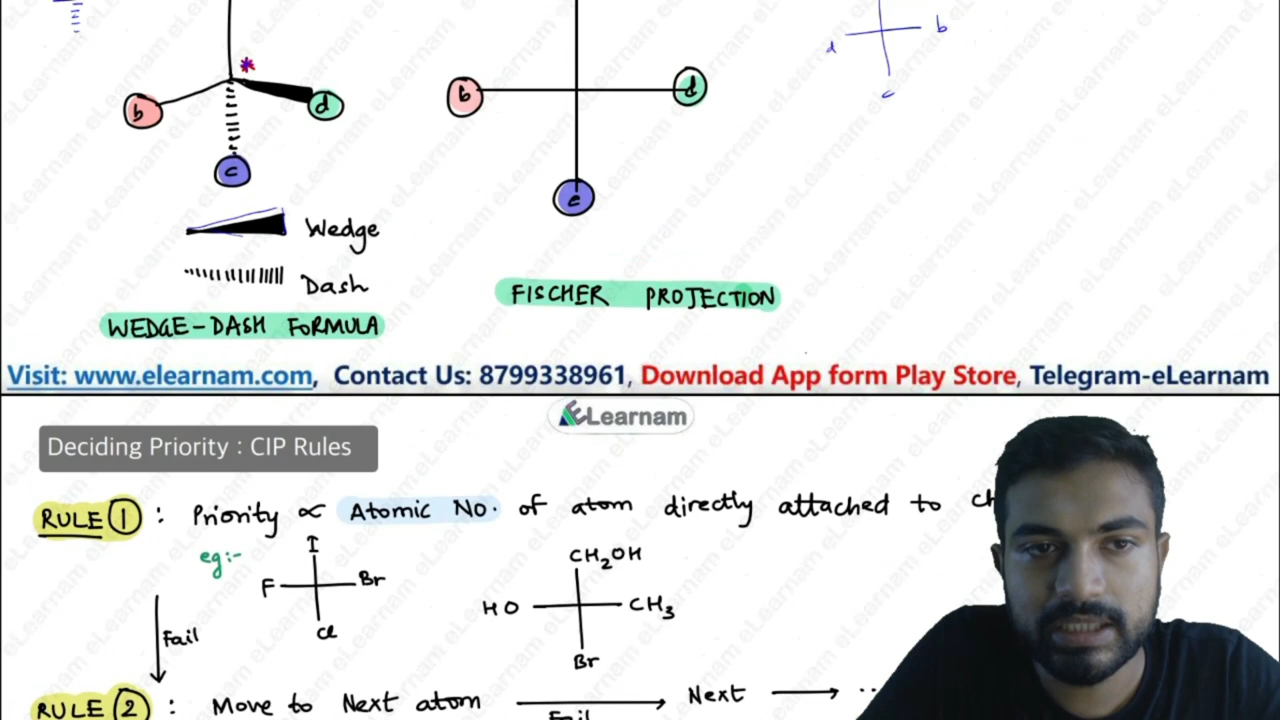 d b
c
b d b d
c c
Wedge
Dash
FISCHER PROJECTION
WEDGE-DASH FORMULA
Visit: www.elearnam.com, Contact Us: 8799338961, Download App form Play Store, Telegram-eLearnam
ELearnam
Deciding Priority : CIP Rules
RULE 1 : Priority ∝ Atomic No. of atom directly attached to ch
eg:-
I
F Br
Cl
CH2OH
HO CH3
Br
Fail
RULE 2 : Move to Next atom Next ...
Fail